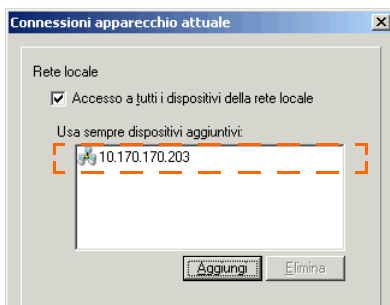 Connessioni apparecchio attuale
Rete locale
Accesso a tutti i dispositivi della rete locale
Usa sempre dispositivi aggiuntivi:
10.170.170.203
Aggiungi Elimina